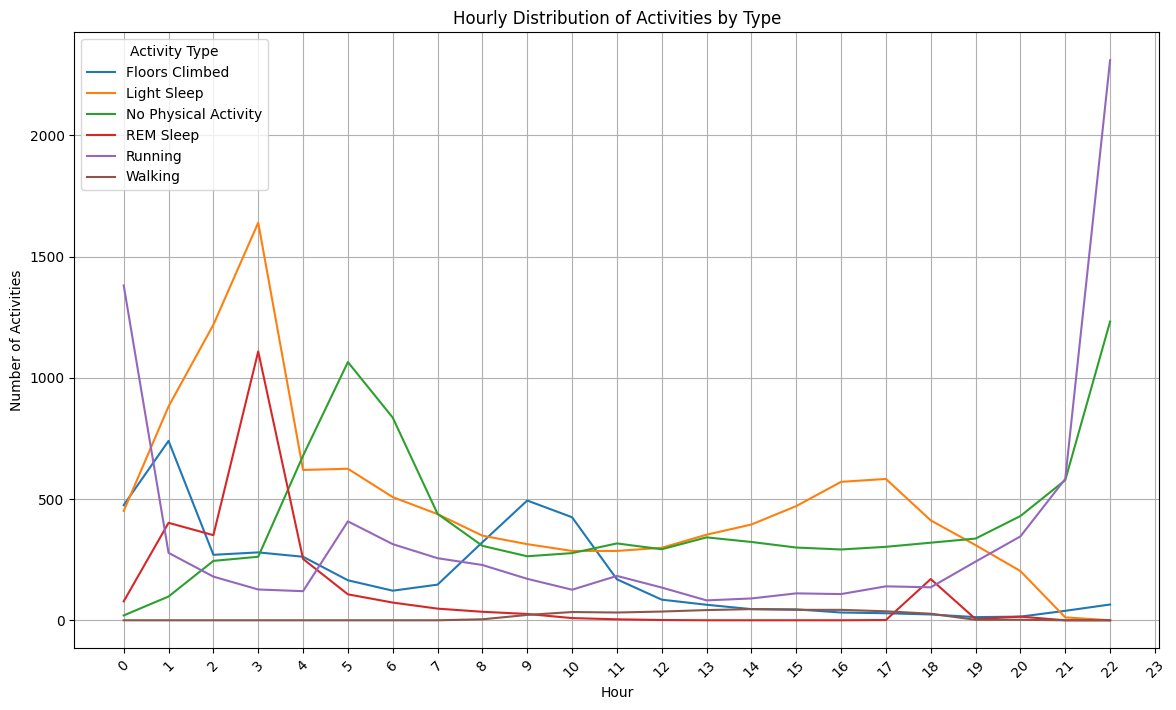 Hourly Distribution of Activities by Type
Activity Type
Floors Climbed
Light Sleep
No Physical Activity
REM Sleep
Running
Walking
Number of Activities
2000
1500
1000
500
0
0 1 2 3 4 5 6 7 8 9 10 11 12 13 14 15 16 17 18 19 20 21 22 23
Hour